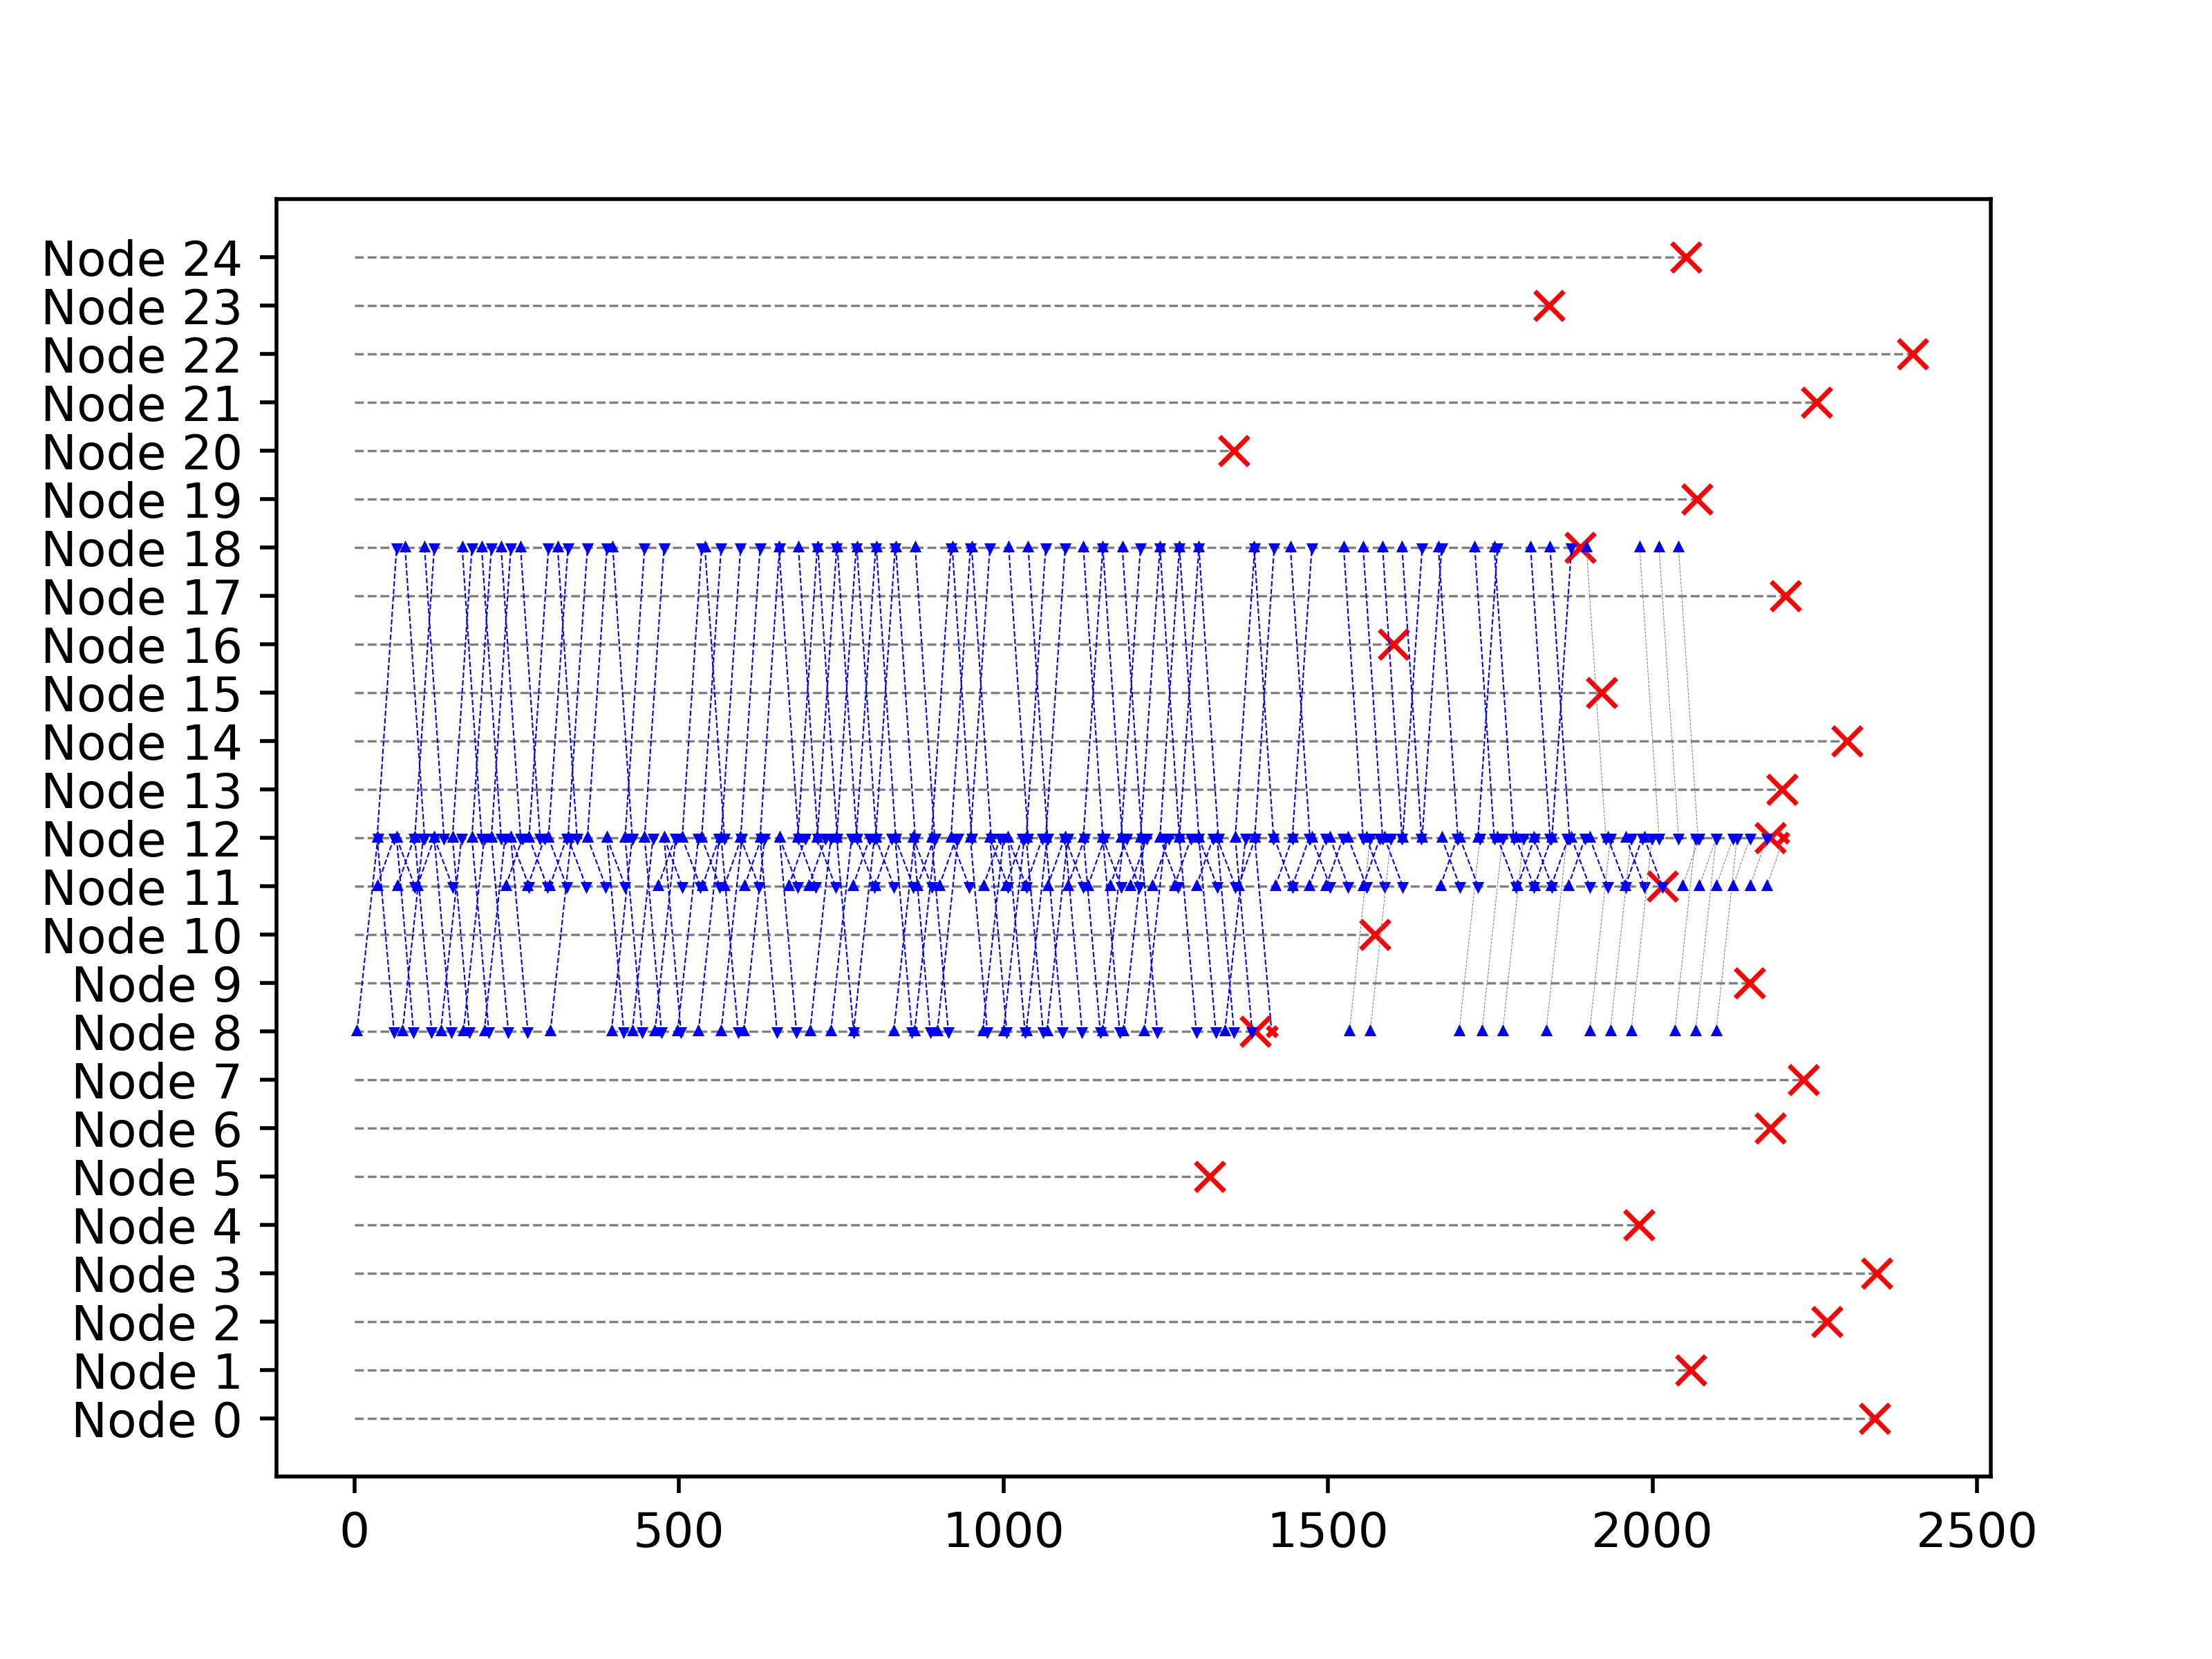 Node 24
Node 23
Node 22
Node 21
Node 20
Node 19
Node 18
Node 17
Node 16
Node 15
Node 14
Node 13
Node 12
Node 11
Node 10
Node 9
Node 8
Node 7
Node 6
Node 5
Node 4
Node 3
Node 2
Node 1
Node 0
0 500 1000 1500 2000 2500